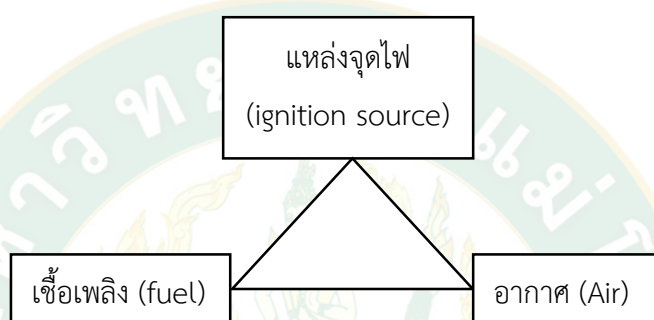 แหล่งจุดไฟ
(ignition source)
เชื้อเพลิง (fuel)
อากาศ (Air)